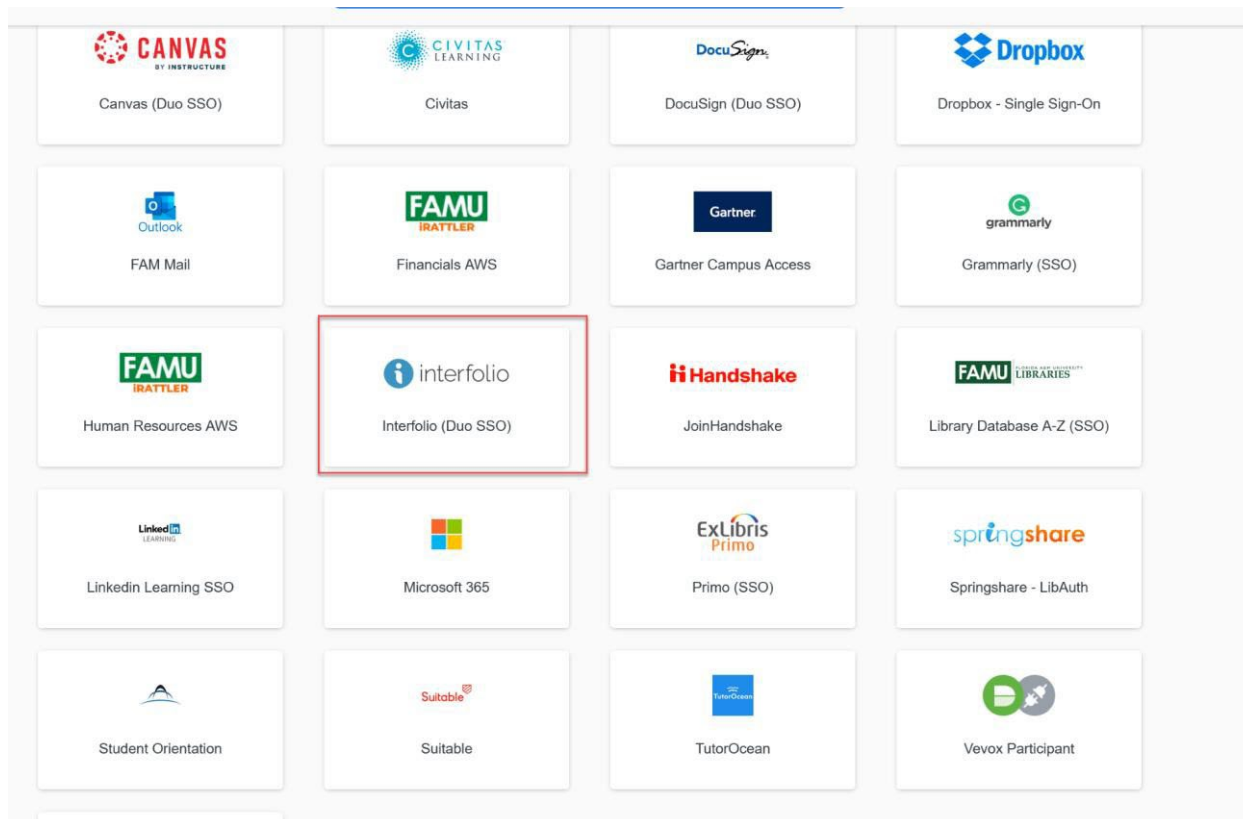 CANVAS
BY INSTRUCTURE
Canvas (Duo SSO)
CIVITAS
LEARNING
Civitas
DocuSign
DocuSign (Duo SSO)
Dropbox
Dropbox - Single Sign-On
Outlook
FAM Mail
FAMU
iRATTLER
Financials AWS
Gartner
Gartner Campus Access
grammarly
Grammarly (SSO)
FAMU
iRATTLER
Human Resources AWS
interfolio
Interfolio (Duo SSO)
Handshake
JoinHandshake
FAMU
FLORIDA A&M UNIVERSITY
LIBRARIES
Library Database A-Z (SSO)
Linked in
LEARNING
Linkedin Learning SSO
Microsoft 365
ExLibris
Primo
Primo (SSO)
springshare
Springshare - LibAuth
Student Orientation
Suitable
Suitable
TutorOcean
TutorOcean
Vevox Participant